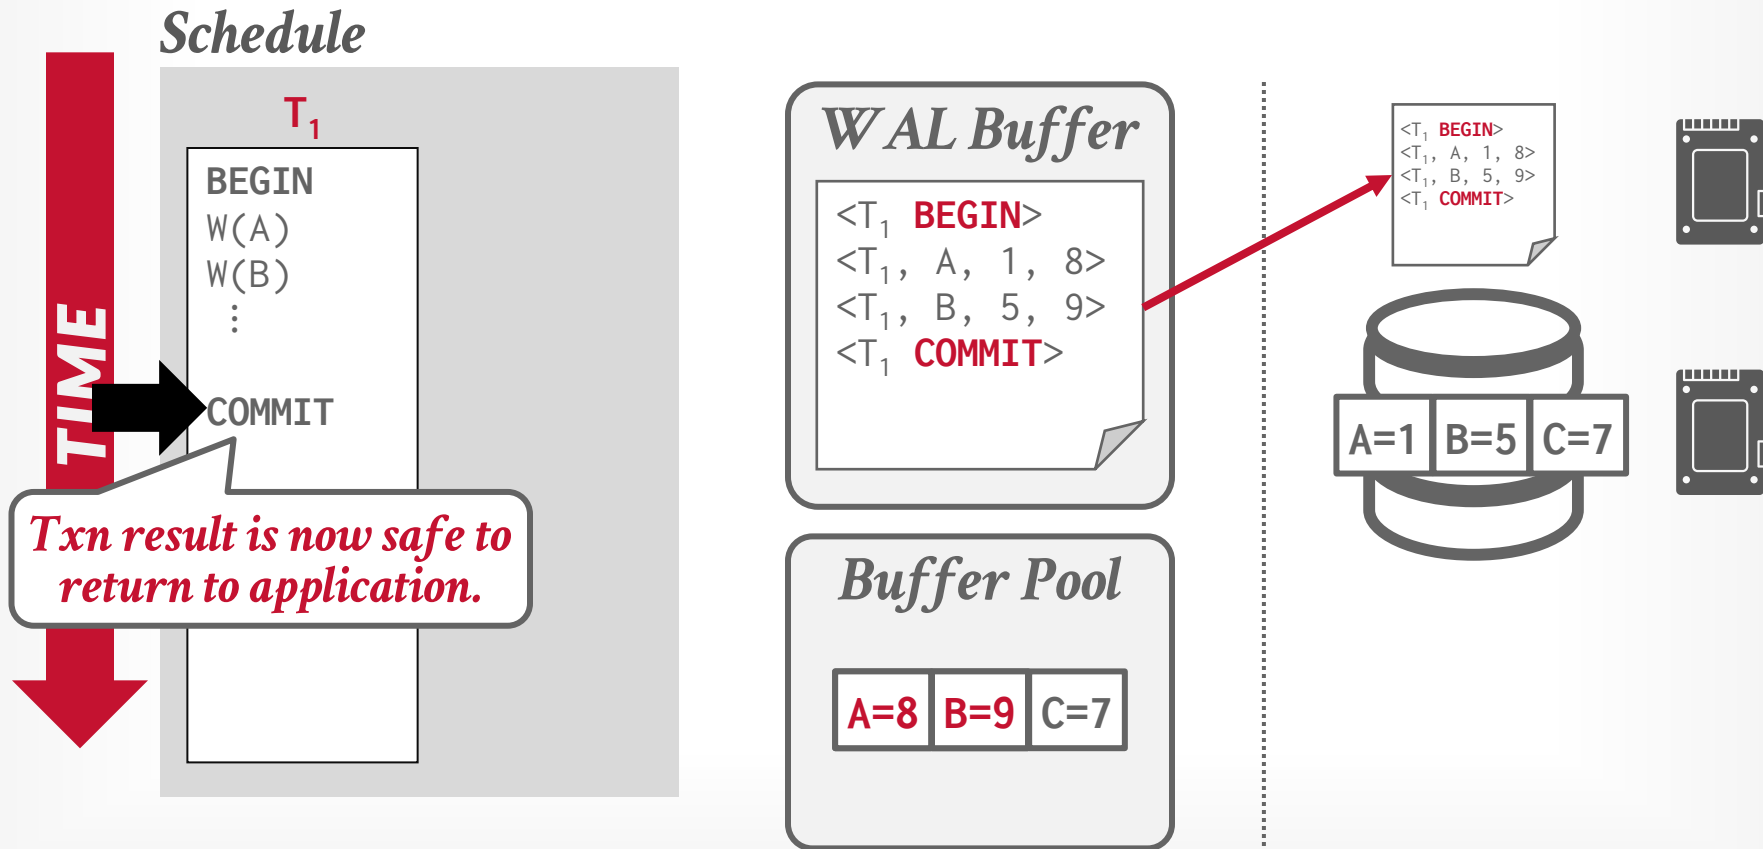 Schedule
TIME
T1
BEGIN
W(A)
W(B)
⋮
COMMIT
Txn result is now safe to
return to application.
WAL Buffer
<T1 BEGIN>
<T1, A, 1, 8>
<T1, B, 5, 9>
<T1 COMMIT>
Buffer Pool
A=8 B=9 C=7
<T1 BEGIN>
<T1, A, 1, 8>
<T1, B, 5, 9>
<T1 COMMIT>
A=1 B=5 C=7